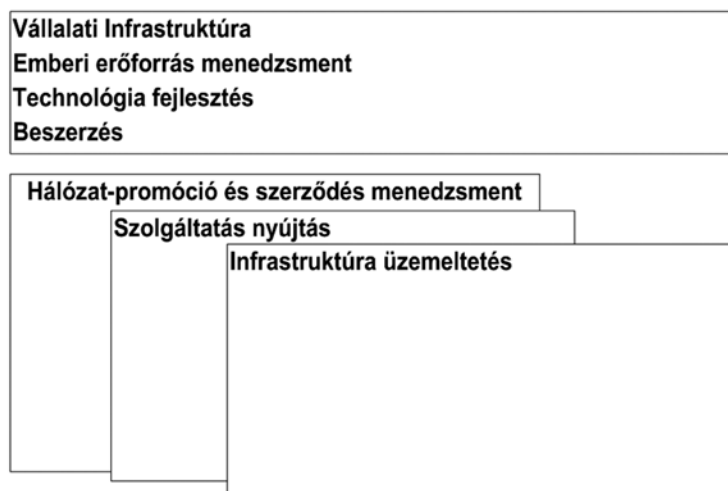 Vállalati Infrastruktúra
Emberi erőforrás menedzsment
Technológia fejlesztés
Beszerzés
Hálózat-promóció és szerződés menedzsment
Szolgáltatás nyújtás
Infrastruktúra üzemeltetés